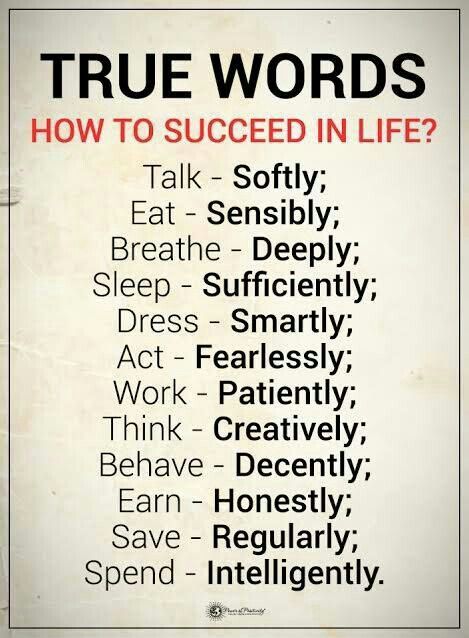 TRUE WORDS
HOW TO SUCCEED IN LIFE?
Talk - Softly;
Eat - Sensibly;
Breathe - Deeply;
Sleep - Sufficiently;
Dress - Smartly;
Act - Fearlessly;
Work - Patiently;
Think - Creatively;
Behave - Decently;
Earn - Honestly;
Save - Regularly;
Spend - Intelligently.
Power of Positivity